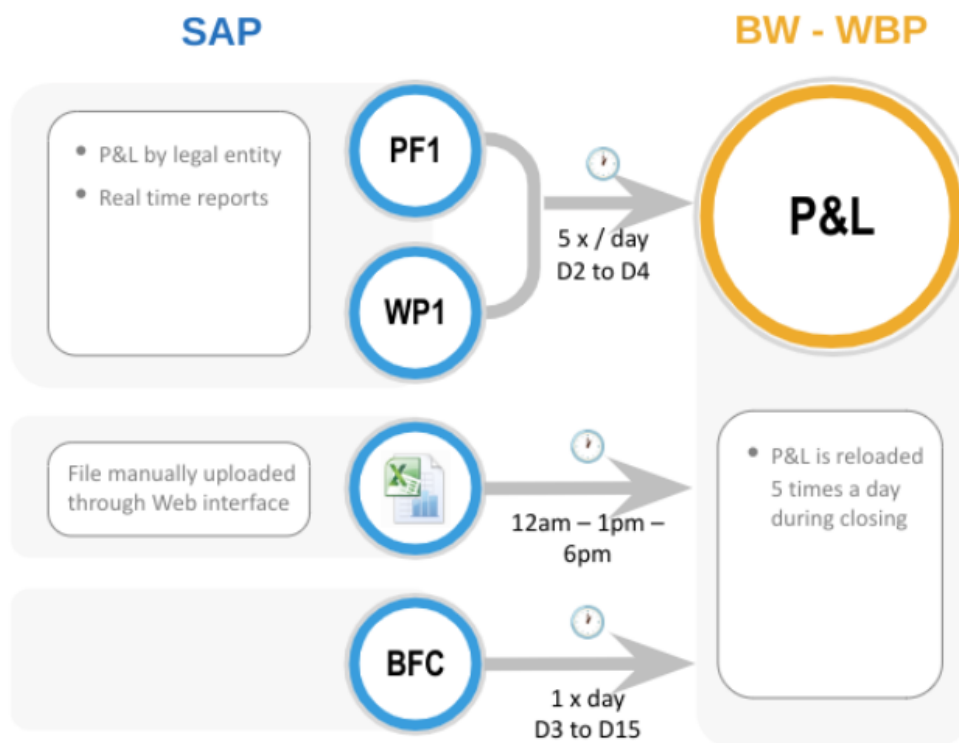 SAP
BW - WBP
• P&L by legal entity
• Real time reports
PF1
WP1
5 x / day
D2 to D4
P&L
File manually uploaded
through Web interface
12am – 1pm –
6pm
• P&L is reloaded
5 times a day
during closing
BFC
1 x day
D3 to D15